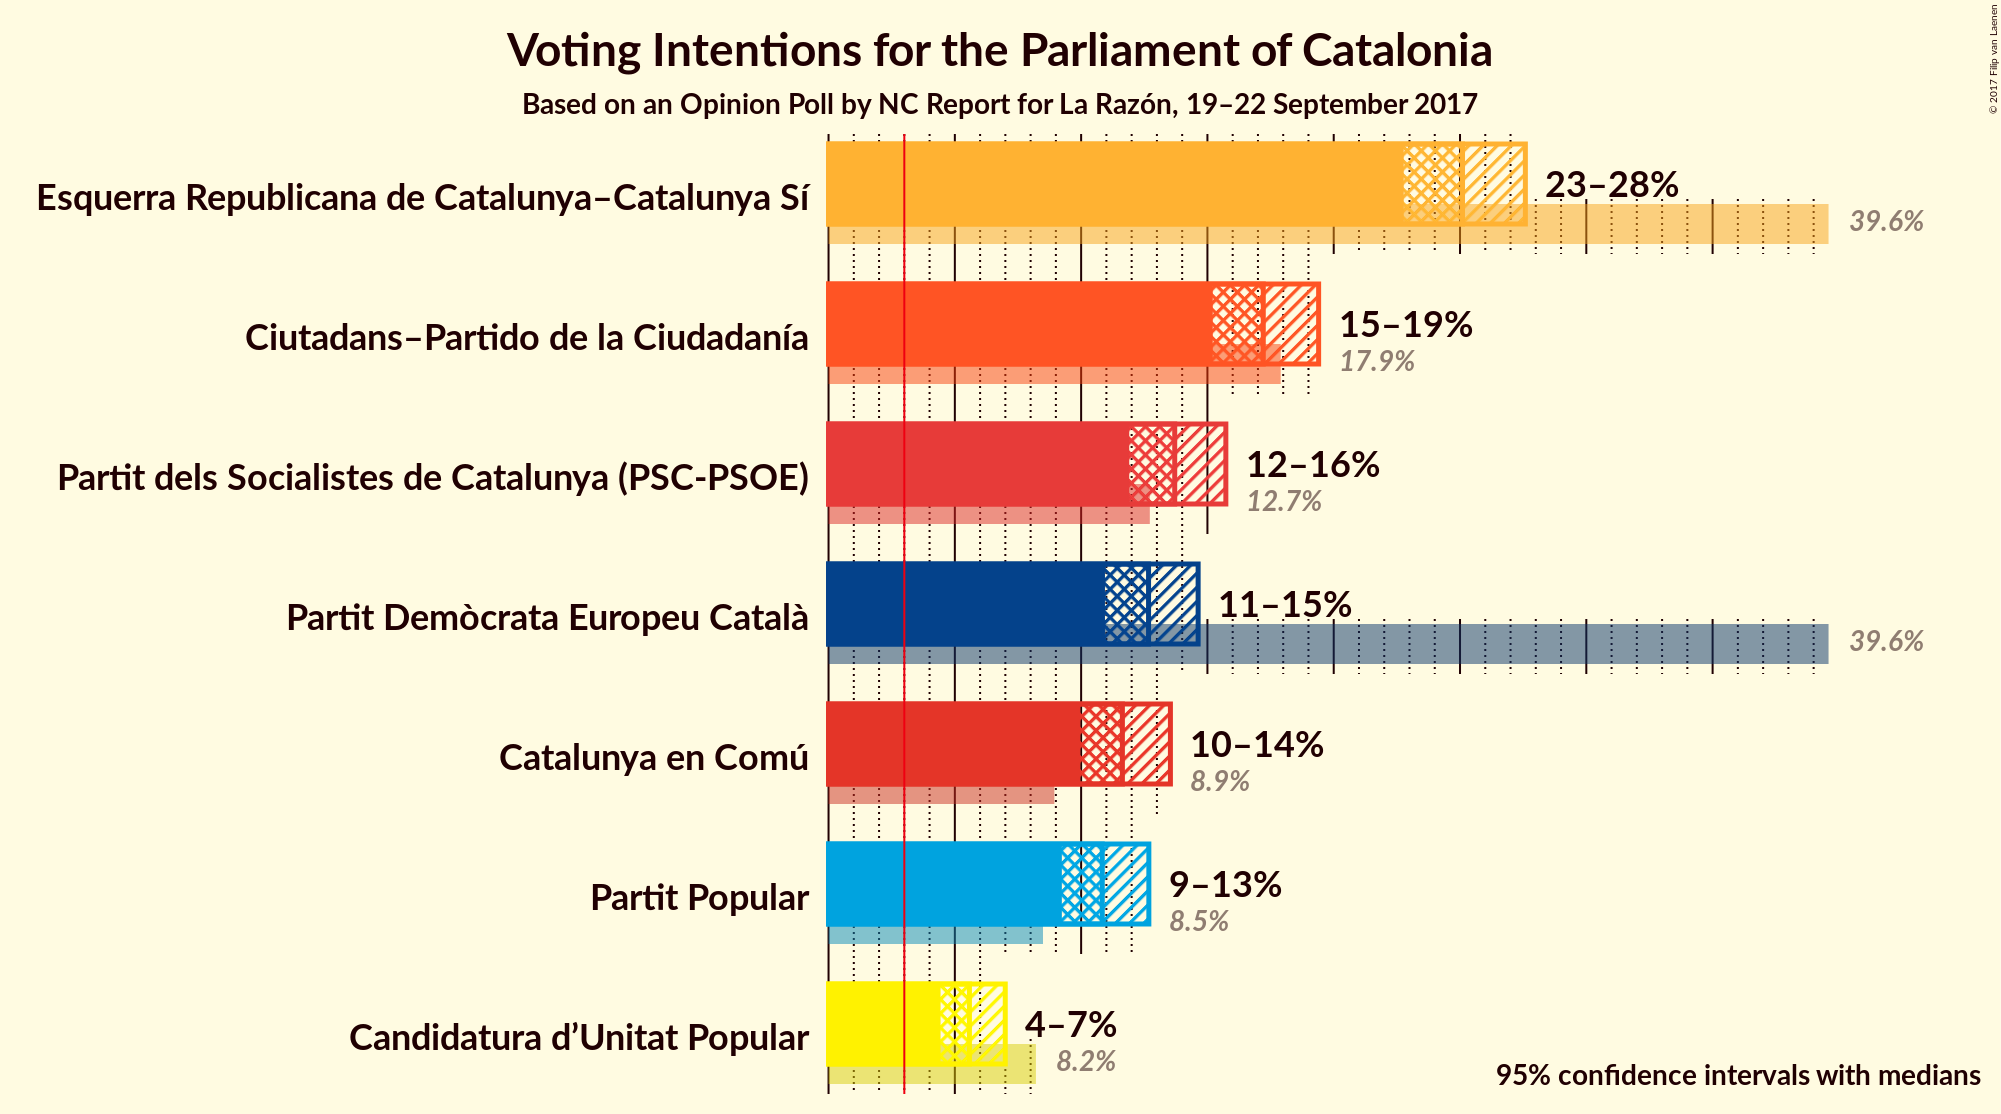 Voting Intentions for the Parliament of Catalonia
Based on an Opinion Poll by NC Report for La Razón, 19–22 September 2017
© 2017 Filip van Laenen
Esquerra Republicana de Catalunya–Catalunya Sí
23–28%
39.6%
Ciutadans–Partido de la Ciudadanía
15–19%
17.9%
Partit dels Socialistes de Catalunya (PSC-PSOE)
12–16%
12.7%
Partit Demòcrata Europeu Català
11–15%
39.6%
Catalunya en Comú
10–14%
8.9%
Partit Popular
9–13%
8.5%
Candidatura d’Unitat Popular
4–7%
8.2%
95% confidence intervals with medians